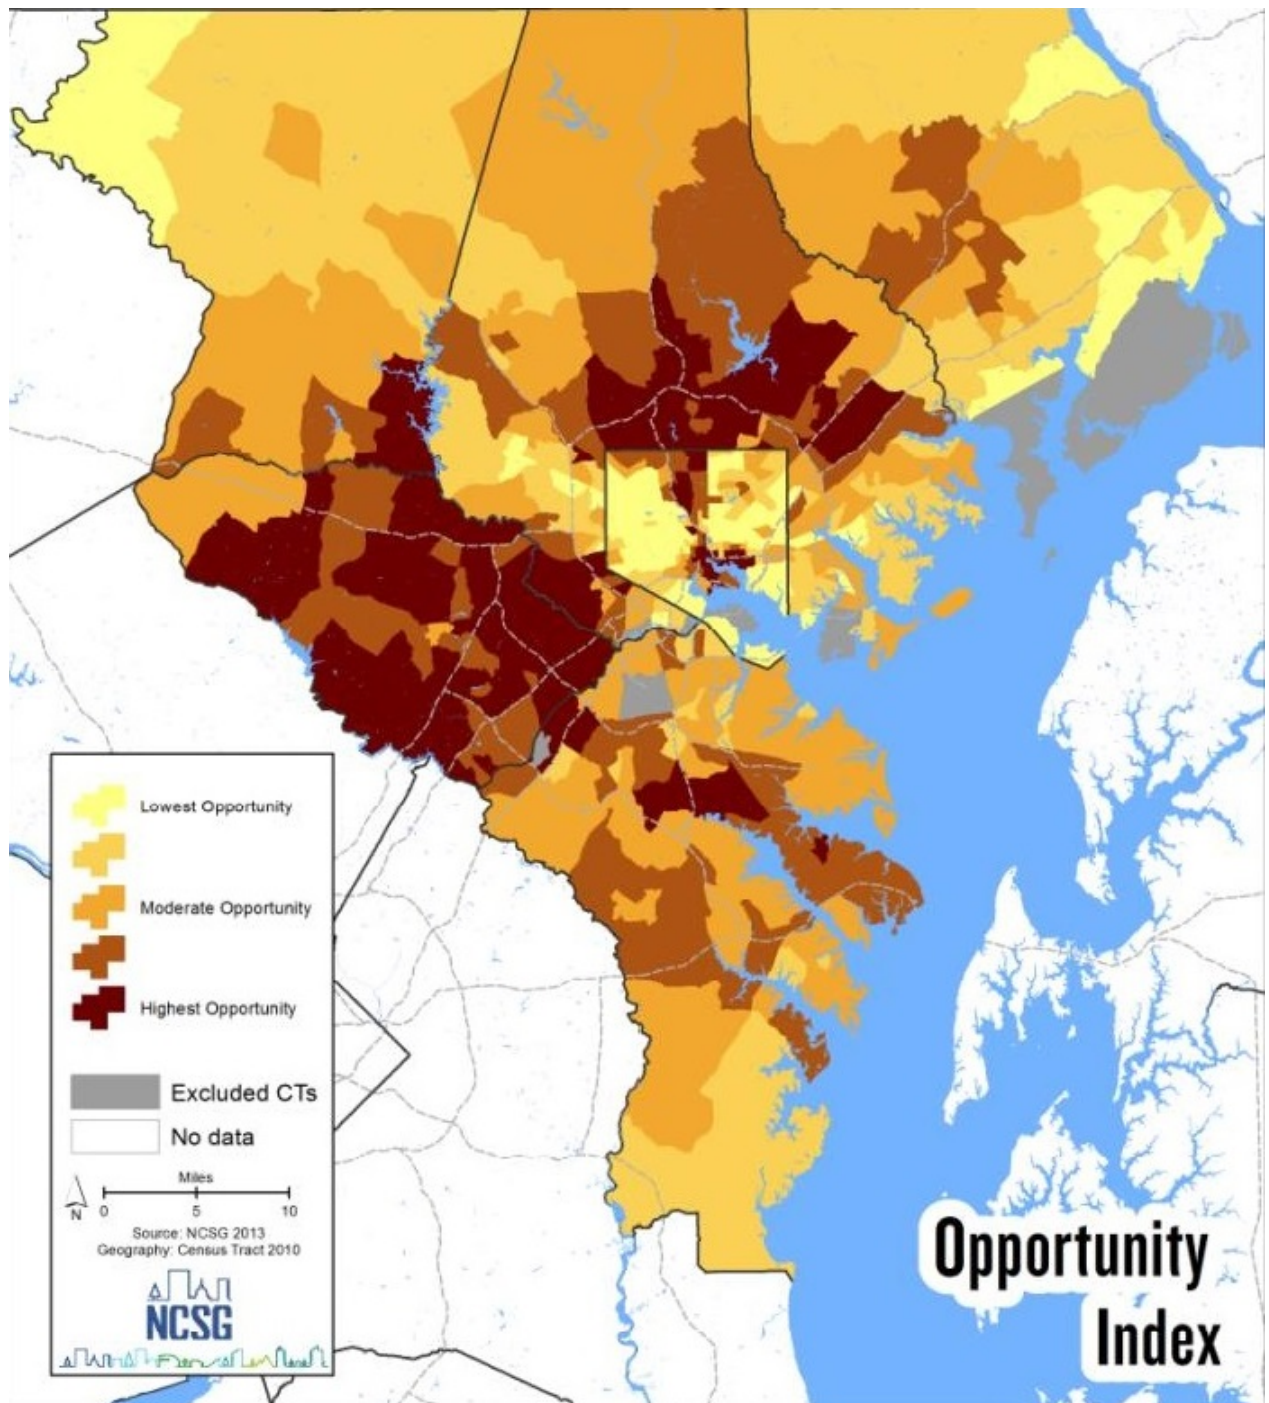 Lowest Opportunity
Moderate Opportunity
Highest Opportunity
Excluded CTs
No data
Miles
N
0 5 10
Source: NCSG 2013
Geography: Census Tract 2010
NCSG
Opportunity
Index